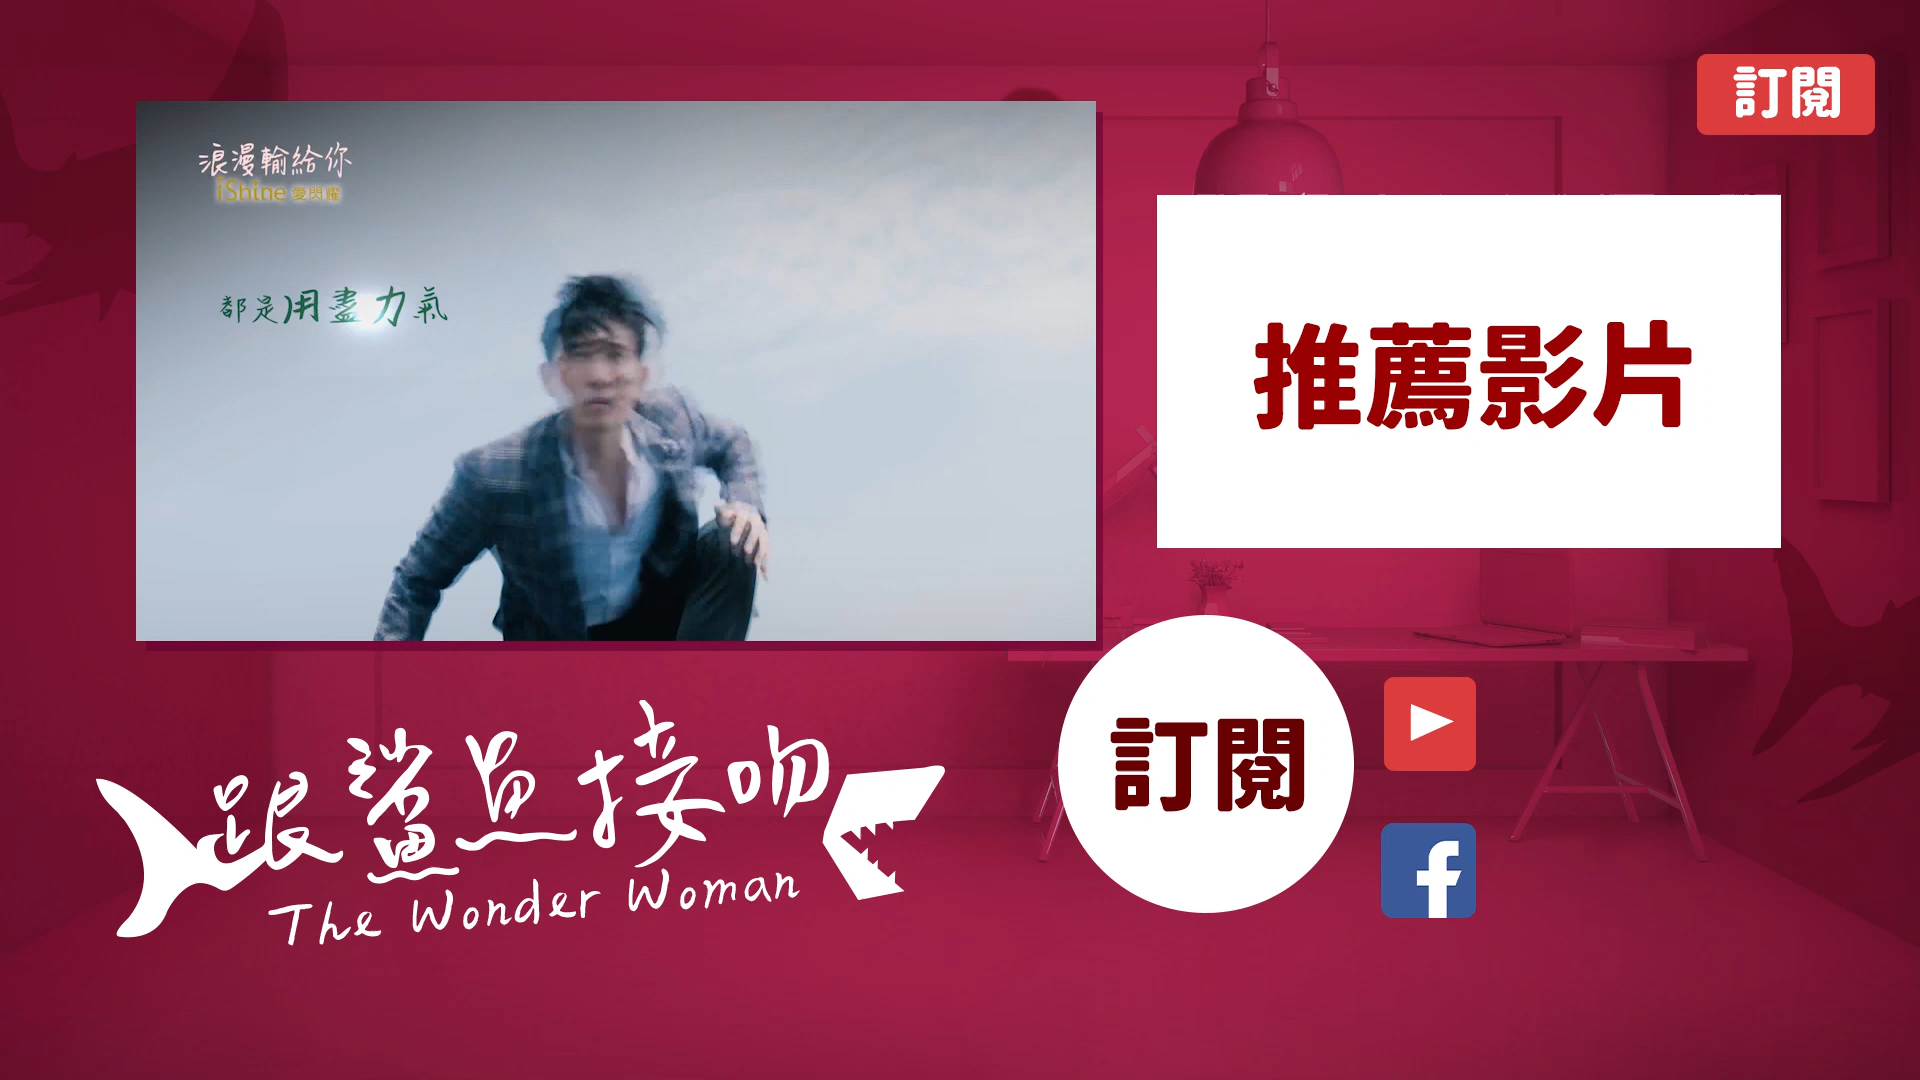 訂閱
浪漫輸給你
iShine 愛閃耀
都是用盡力氣
推薦影片
訂閱
跟鯊魚接吻
The Wonder Woman